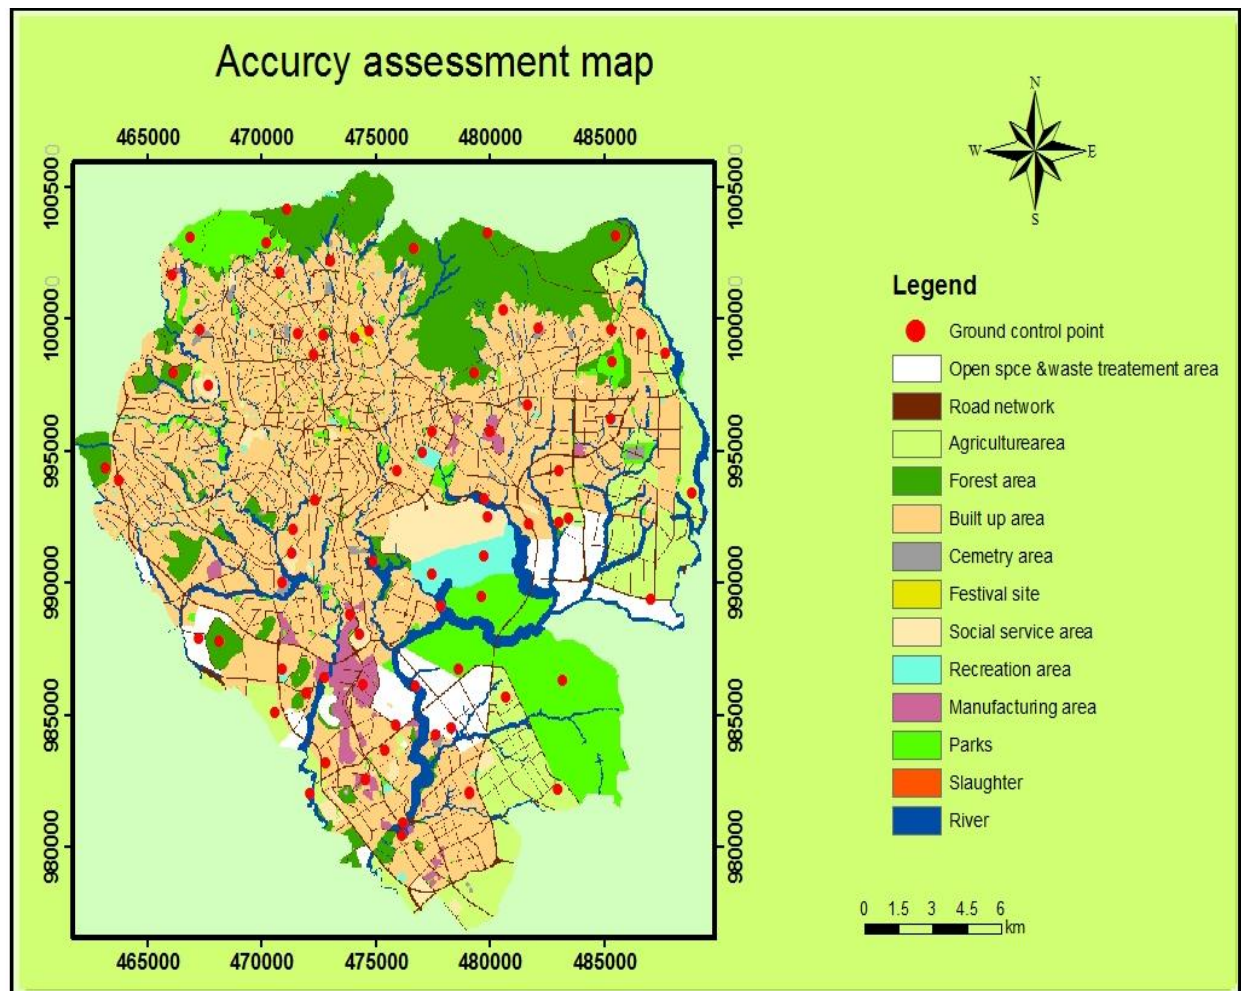 Accurcy assessment map
465000 470000 475000 480000 485000
1005000
1000000
995000
990000
985000
980000
1005000
1000000
995000
990000
985000
980000
465000 470000 475000 480000 485000
N
W
E
S
Legend
Ground control point
Open spce &waste treatement area
Road network
Agriculturearea
Forest area
Built up area
Cemetry area
Festival site
Social service area
Recreation area
Manufacturing area
Parks
Slaughter
River
0 1.5 3 4.5 6
km